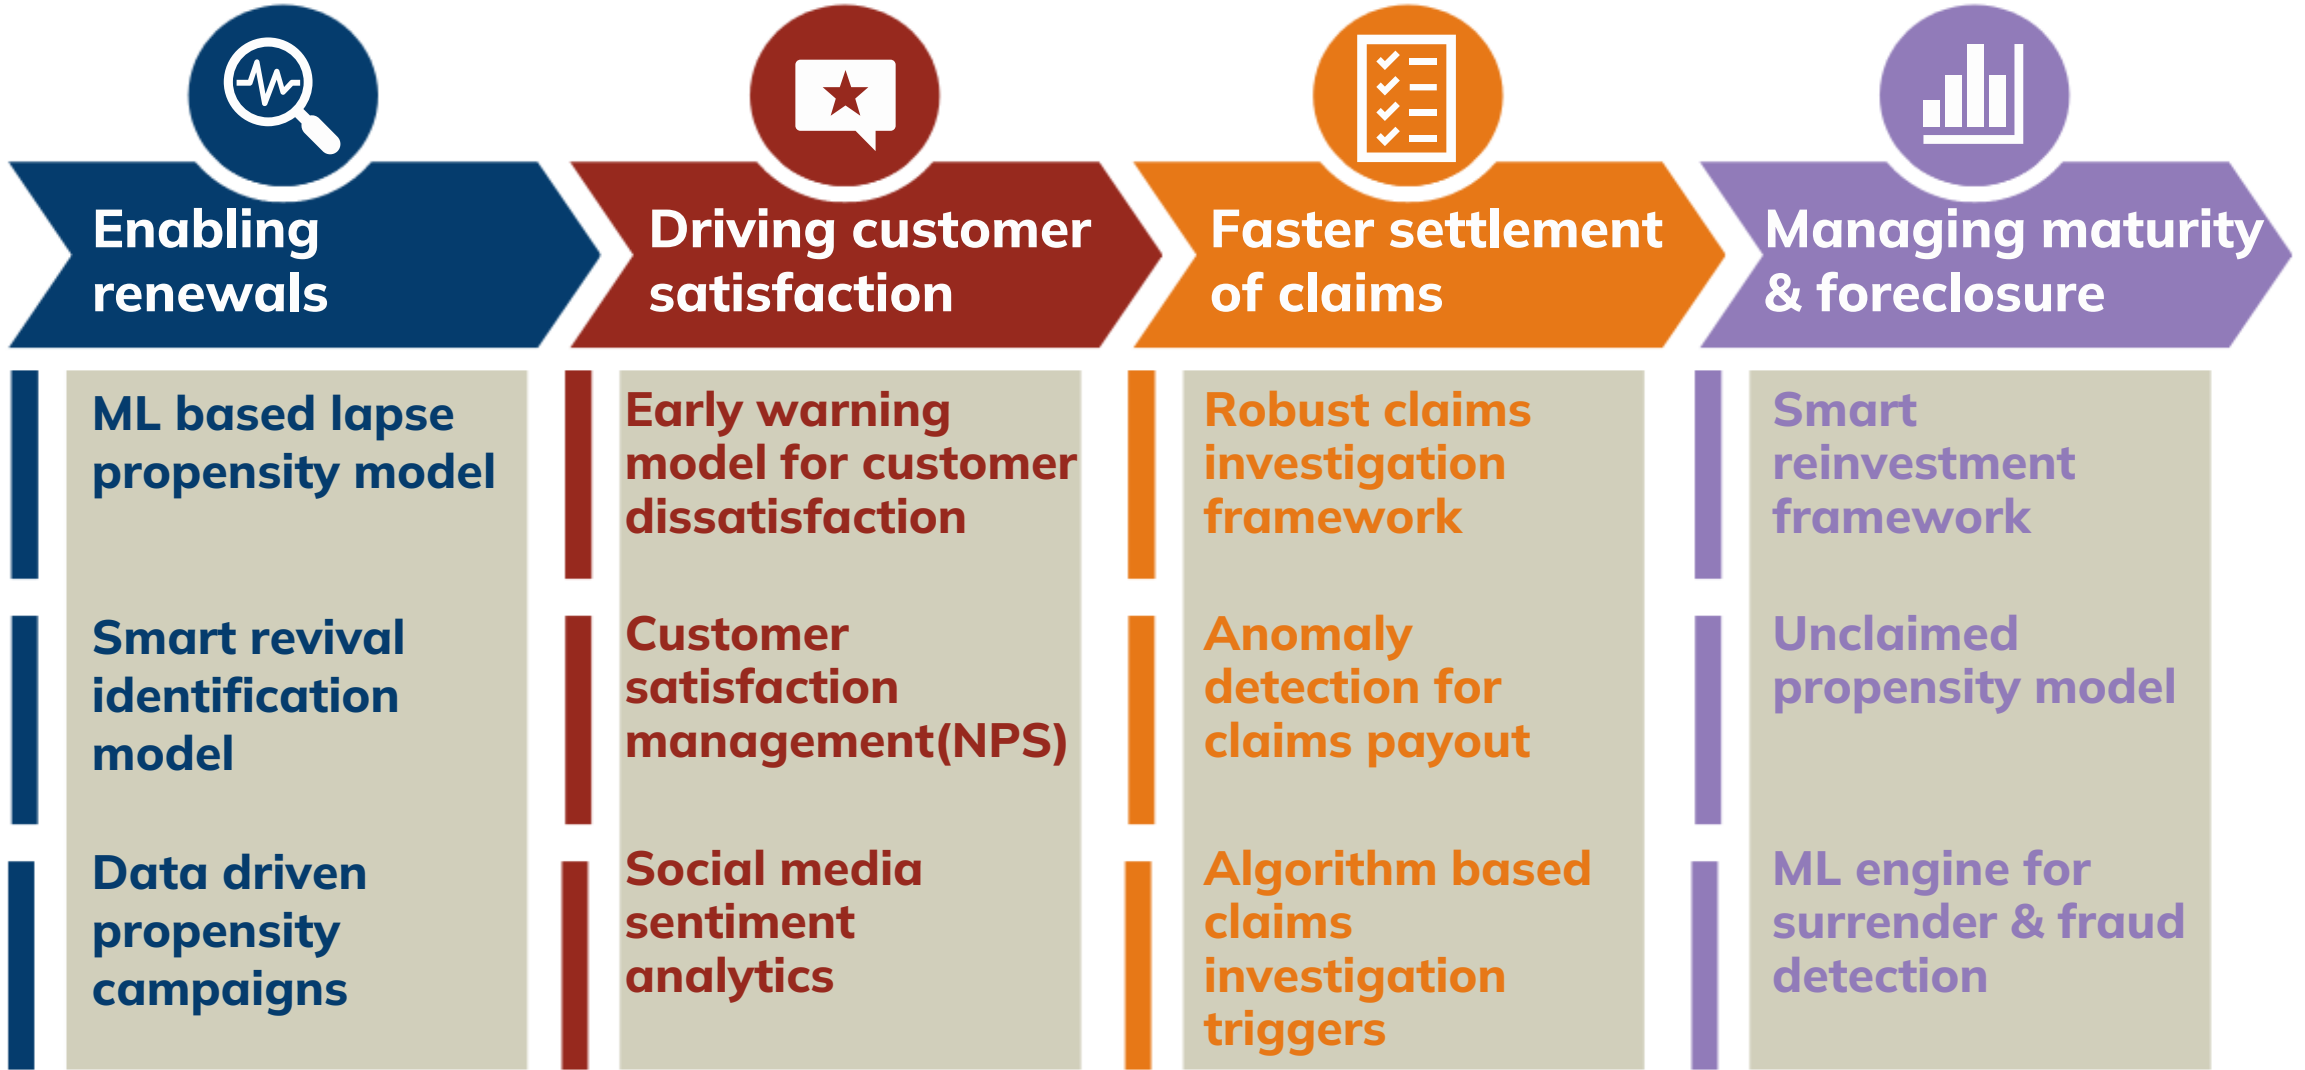 Enabling
renewals
ML based lapse
propensity model
Smart revival
identification
model
Data driven
propensity
campaigns
Driving customer
satisfaction
Early warning
model for customer
dissatisfaction
Customer
satisfaction
management(NPS)
Social media
sentiment
analytics
Faster settlement
of claims
Robust claims
investigation
framework
Anomaly
detection for
claims payout
Algorithm based
claims
investigation
triggers
Managing maturity
& foreclosure
Smart
reinvestment
framework
Unclaimed
propensity model
ML engine for
surrender & fraud
detection